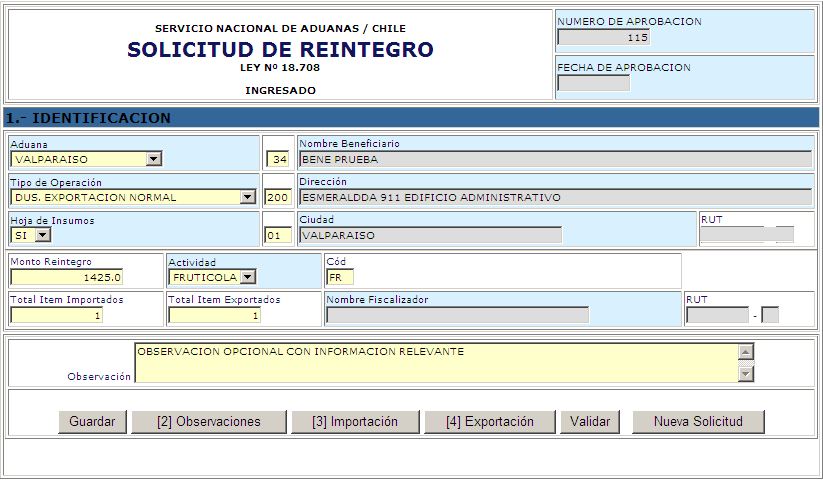 SERVICIO NACIONAL DE ADUANAS / CHILE
SOLICITUD DE REINTEGRO
LEY Nº 18.708
INGRESADO
NUMERO DE APROBACION
115
FECHA DE APROBACION
1.- IDENTIFICACION
Aduana
VALPARAISO
34
Nombre Beneficiario
BENE PRUEBA
Tipo de Operación
DUS. EXPORTACION NORMAL
200
Dirección
ESMERALDDA 911 EDIFICIO ADMINISTRATIVO
Hoja de Insumos
SI
01
Ciudad
VALPARAISO
RUT
Monto Reintegro
1425.0
Actividad
FRUTICOLA
Cód
FR
Total Item Importados
1
Total Item Exportados
1
Nombre Fiscalizador
RUT
-
Observación
OBSERVACION OPCIONAL CON INFORMACION RELEVANTE
Guardar [2] Observaciones [3] Importación [4] Exportación Validar Nueva Solicitud